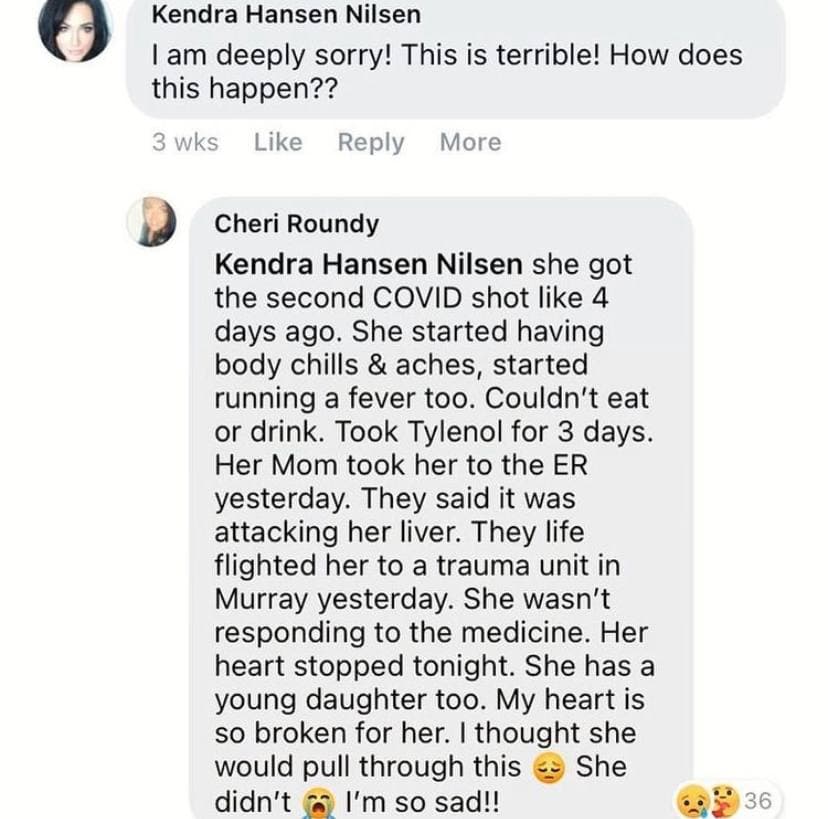 Kendra Hansen Nilsen
I am deeply sorry! This is terrible! How does
this happen??
3 wks Like Reply More
Cheri Roundy
Kendra Hansen Nilsen she got
the second COVID shot like 4
days ago. She started having
body chills & aches, started
running a fever too. Couldn't eat
or drink. Took Tylenol for 3 days.
Her Mom took her to the ER
yesterday. They said it was
attacking her liver. They life
flighted her to a trauma unit in
Murray yesterday. She wasn't
responding to the medicine. Her
heart stopped tonight. She has a
young daughter too. My heart is
so broken for her. I thought she
would pull through this 😔 She
didn't 😭 I'm so sad!!
36